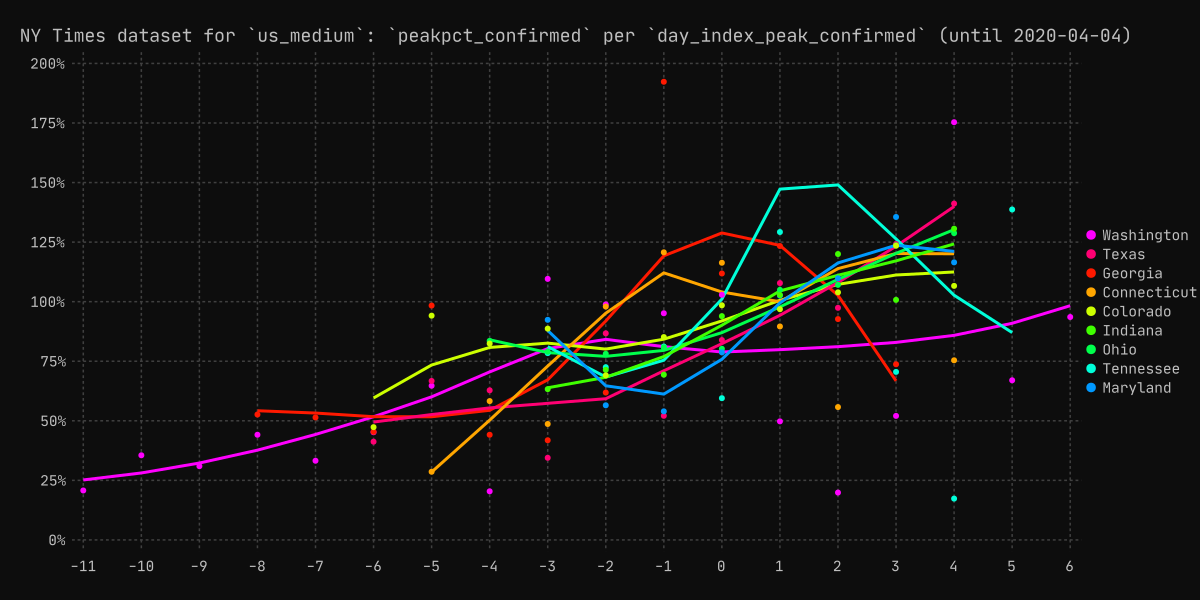 NY Times dataset for `us_medium`: `peakpct_confirmed` per `day_index_peak_confirmed` (until 2020-04-04)
200%
175%
150%
125%
100%
75%
50%
25%
0%
-11 -10 -9 -8 -7 -6 -5 -4 -3 -2 -1 0 1 2 3 4 5 6
Washington
Texas
Georgia
Connecticut
Colorado
Indiana
Ohio
Tennessee
Maryland